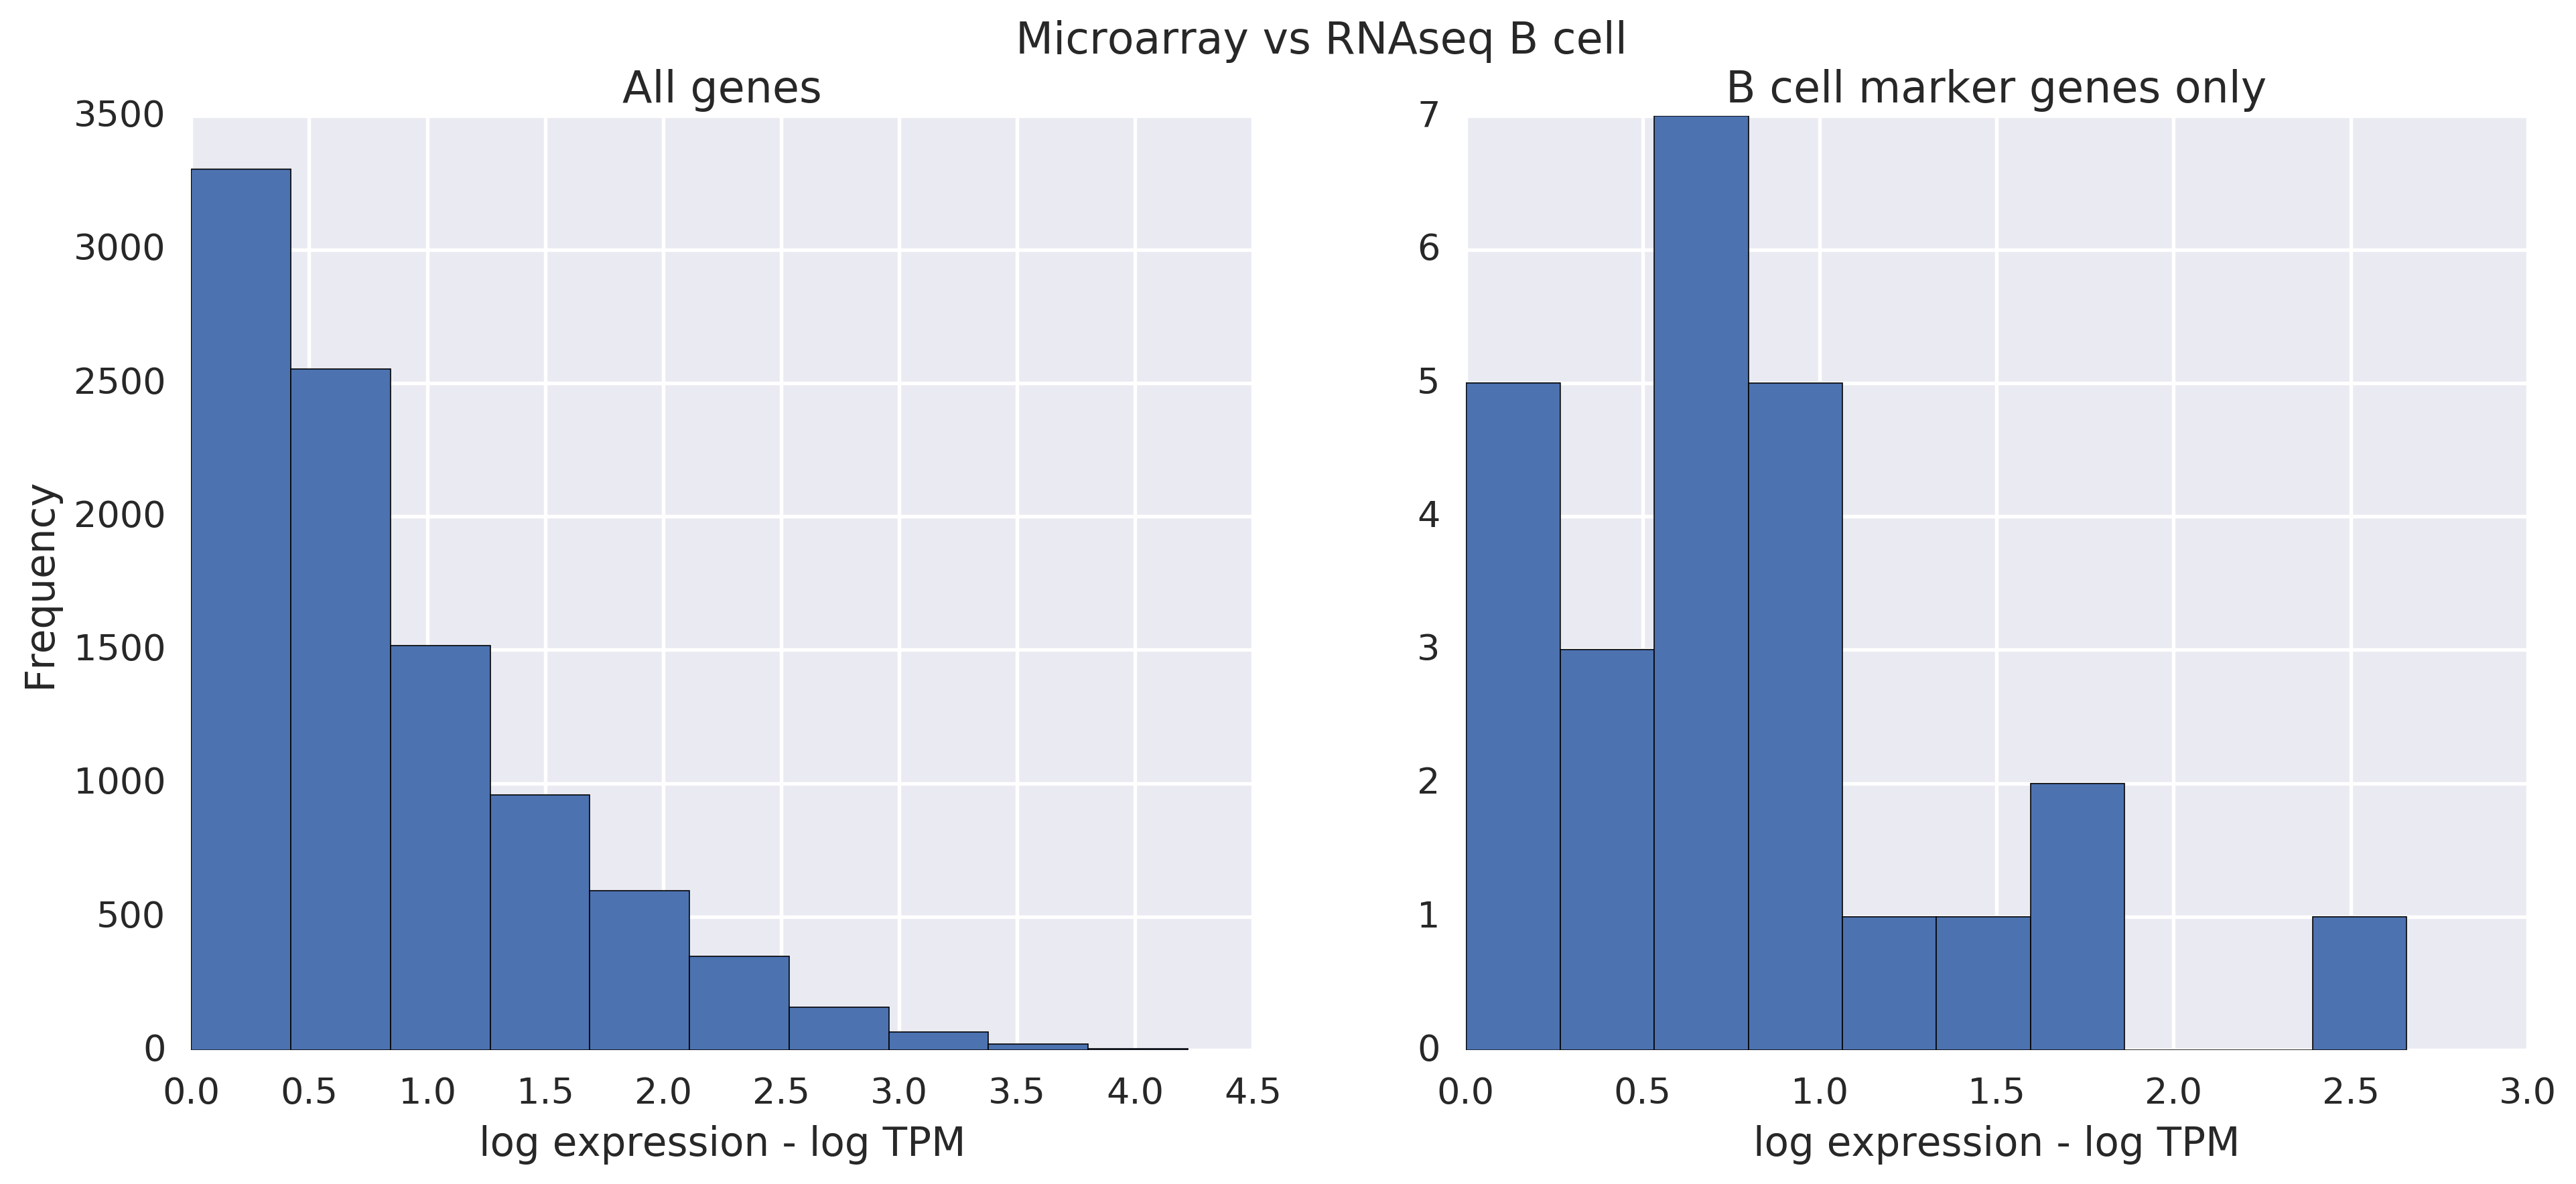 Microarray vs RNAseq B cell
All genes
3500
3000
2500
2000
1500
1000
500
0
Frequency
0.0 0.5 1.0 1.5 2.0 2.5 3.0 3.5 4.0 4.5
log expression - log TPM
B cell marker genes only
7
6
5
4
3
2
1
0
0.0 0.5 1.0 1.5 2.0 2.5 3.0
log expression - log TPM